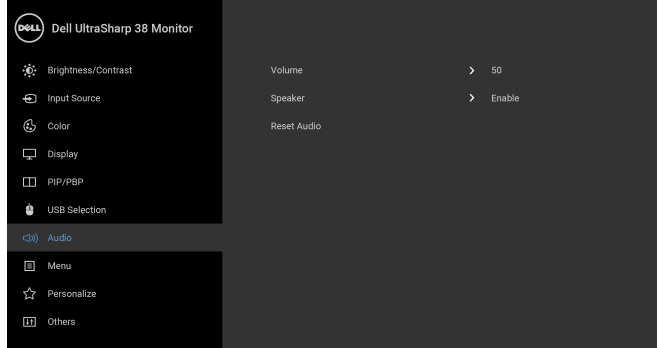 DELL Dell UltraSharp 38 Monitor
Brightness/Contrast
Input Source
Color
Display
PIP/PBP
USB Selection
Audio
Menu
Personalize
Others
Volume > 50
Speaker > Enable
Reset Audio